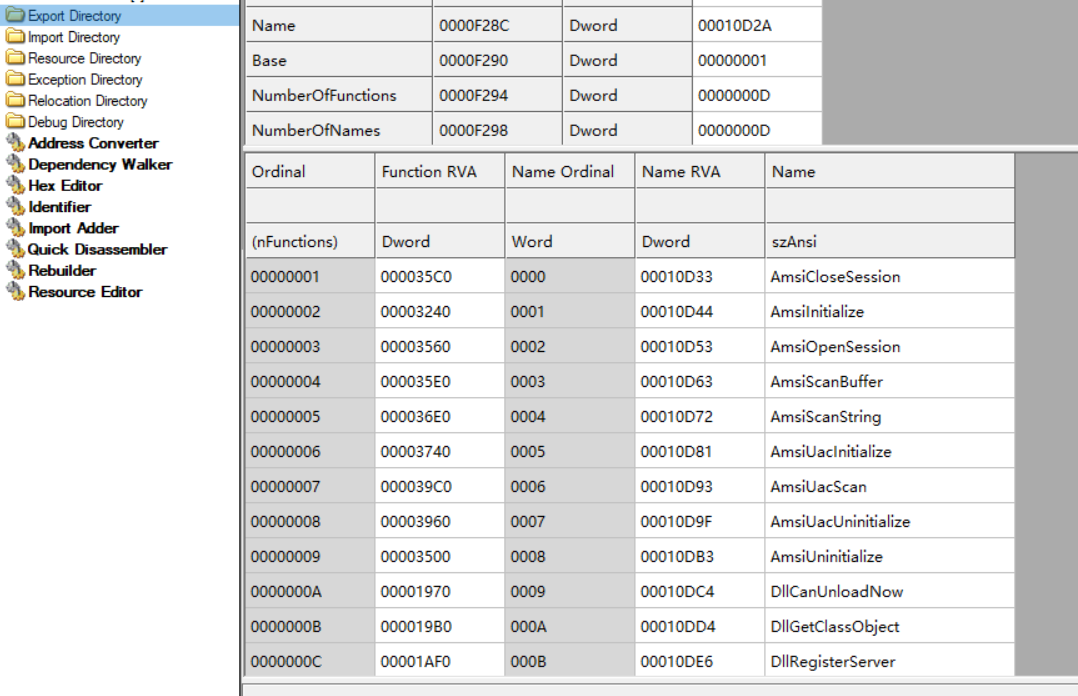 Export Directory
Import Directory
Resource Directory
Exception Directory
Relocation Directory
Debug Directory
Address Converter
Dependency Walker
Hex Editor
Identifier
Import Adder
Quick Disassembler
Rebuilder
Resource Editor
Name 0000F28C Dword 00010D2A
Base 0000F290 Dword 00000001
NumberOfFunctions 0000F294 Dword 0000000D
NumberOfNames 0000F298 Dword 0000000D
Ordinal Function RVA Name Ordinal Name RVA Name
(nFunctions) Dword Word Dword szAnsi
00000001 000035C0 0000 00010D33 AmsiCloseSession
00000002 00003240 0001 00010D44 AmsiInitialize
00000003 00003560 0002 00010D53 AmsiOpenSession
00000004 000035E0 0003 00010D63 AmsiScanBuffer
00000005 000036E0 0004 00010D72 AmsiScanString
00000006 00003740 0005 00010D81 AmsiUacInitialize
00000007 000039C0 0006 00010D93 AmsiUacScan
00000008 00003960 0007 00010D9F AmsiUacUninitialize
00000009 00003500 0008 00010DB3 AmsiUninitialize
0000000A 00001970 0009 00010DC4 DllCanUnloadNow
0000000B 000019B0 000A 00010DD4 DllGetClassObject
0000000C 00001AF0 000B 00010DE6 DllRegisterServer